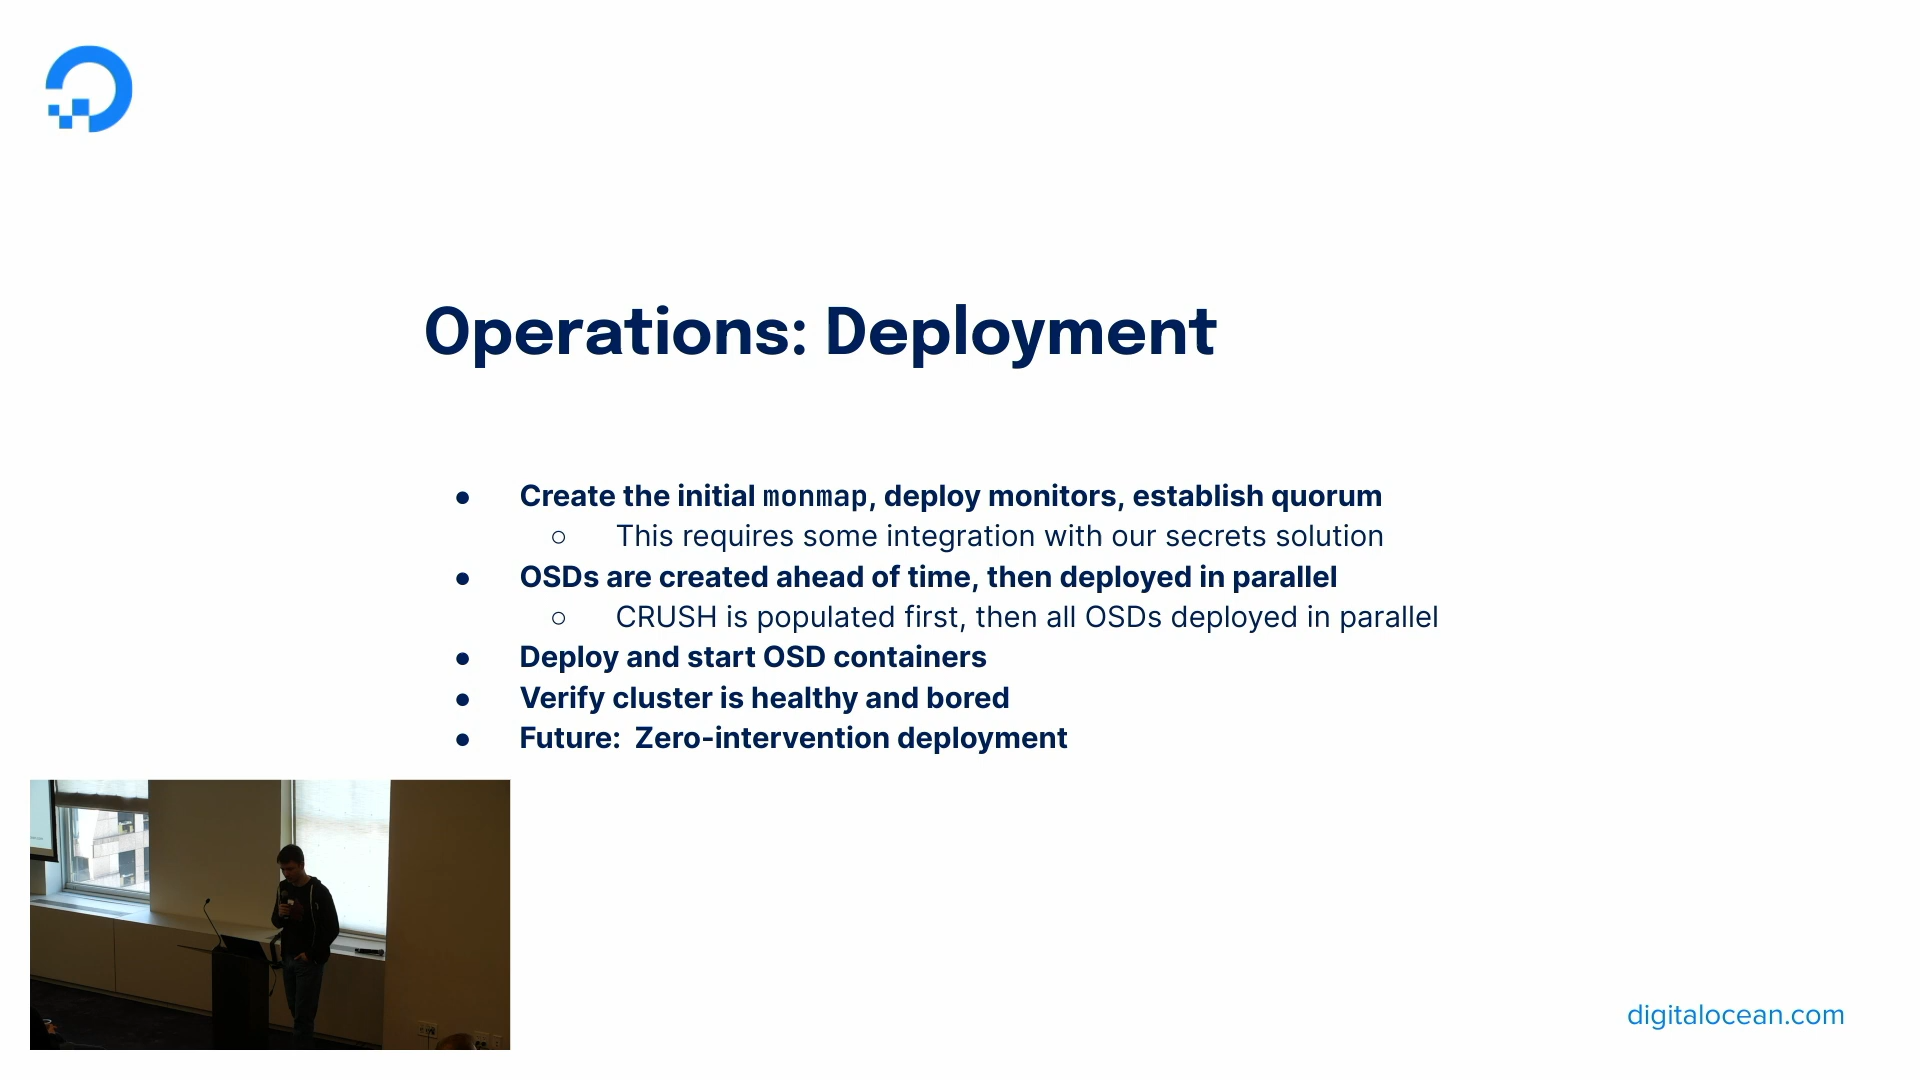 Operations: Deployment
● Create the initial monmap, deploy monitors, establish quorum
○ This requires some integration with our secrets solution
● OSDs are created ahead of time, then deployed in parallel
○ CRUSH is populated first, then all OSDs deployed in parallel
● Deploy and start OSD containers
● Verify cluster is healthy and bored
● Future: Zero-intervention deployment
digitalocean.com